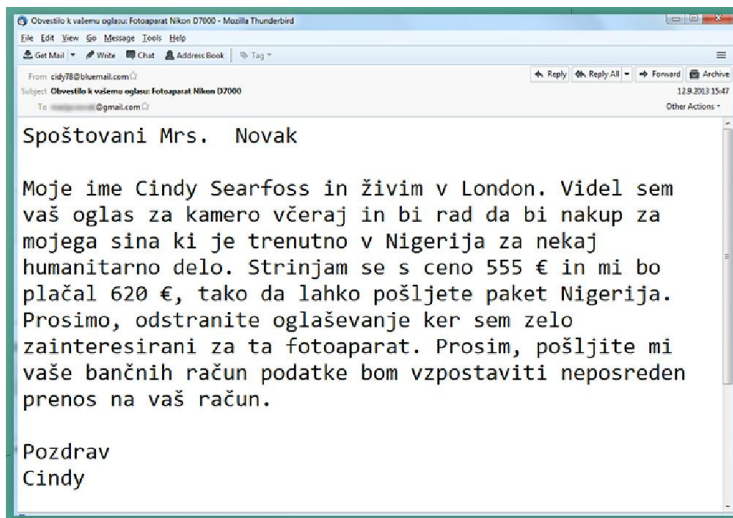 Obvestilo k vašemu oglasu: Fotoaparat Nikon D7000 - Mozilla Thunderbird
File Edit View Go Message Tools Help
Get Mail Write Chat Address Book Tag
From cidy78@bluemail.com Reply Reply All Forward Archive
Subject Obvestilo k vašemu oglasu: Fotoaparat Nikon D7000 12.9.2013 15:47
To @gmail.com Other Actions
Spoštovani Mrs. Novak
Moje ime Cindy Searfoss in živim v London. Videl sem
vaš oglas za kamero včeraj in bi rad da bi nakup za
mojega sina ki je trenutno v Nigerija za nekaj
humanitarno delo. Strinjam se s ceno 555 € in mi bo
plačal 620 €, tako da lahko pošljete paket Nigerija.
Prosimo, odstranite oglaševanje ker sem zelo
zainteresirani za ta fotoaparat. Prosim, pošljite mi
vaše bančnih račun podatke bom vzpostaviti neposreden
prenos na vaš račun.
Pozdrav
Cindy